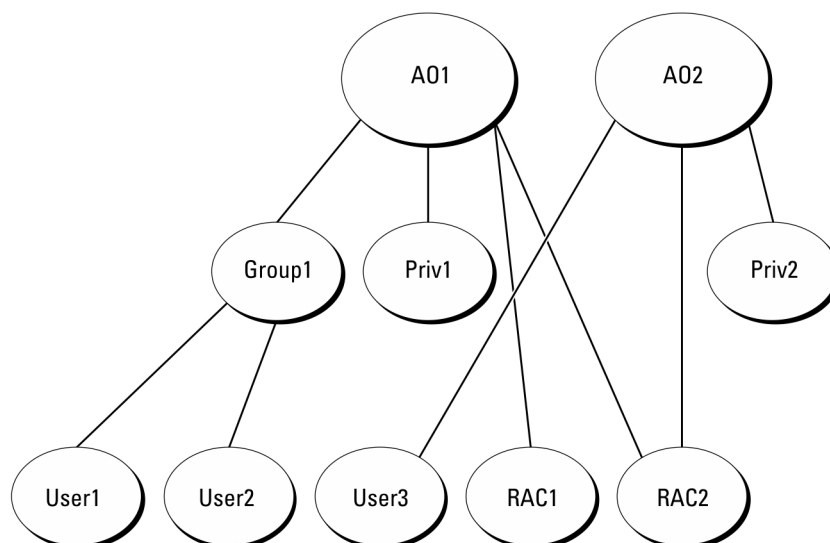 AO1
AO2
Group1
Priv1
Priv2
User1
User2
User3
RAC1
RAC2